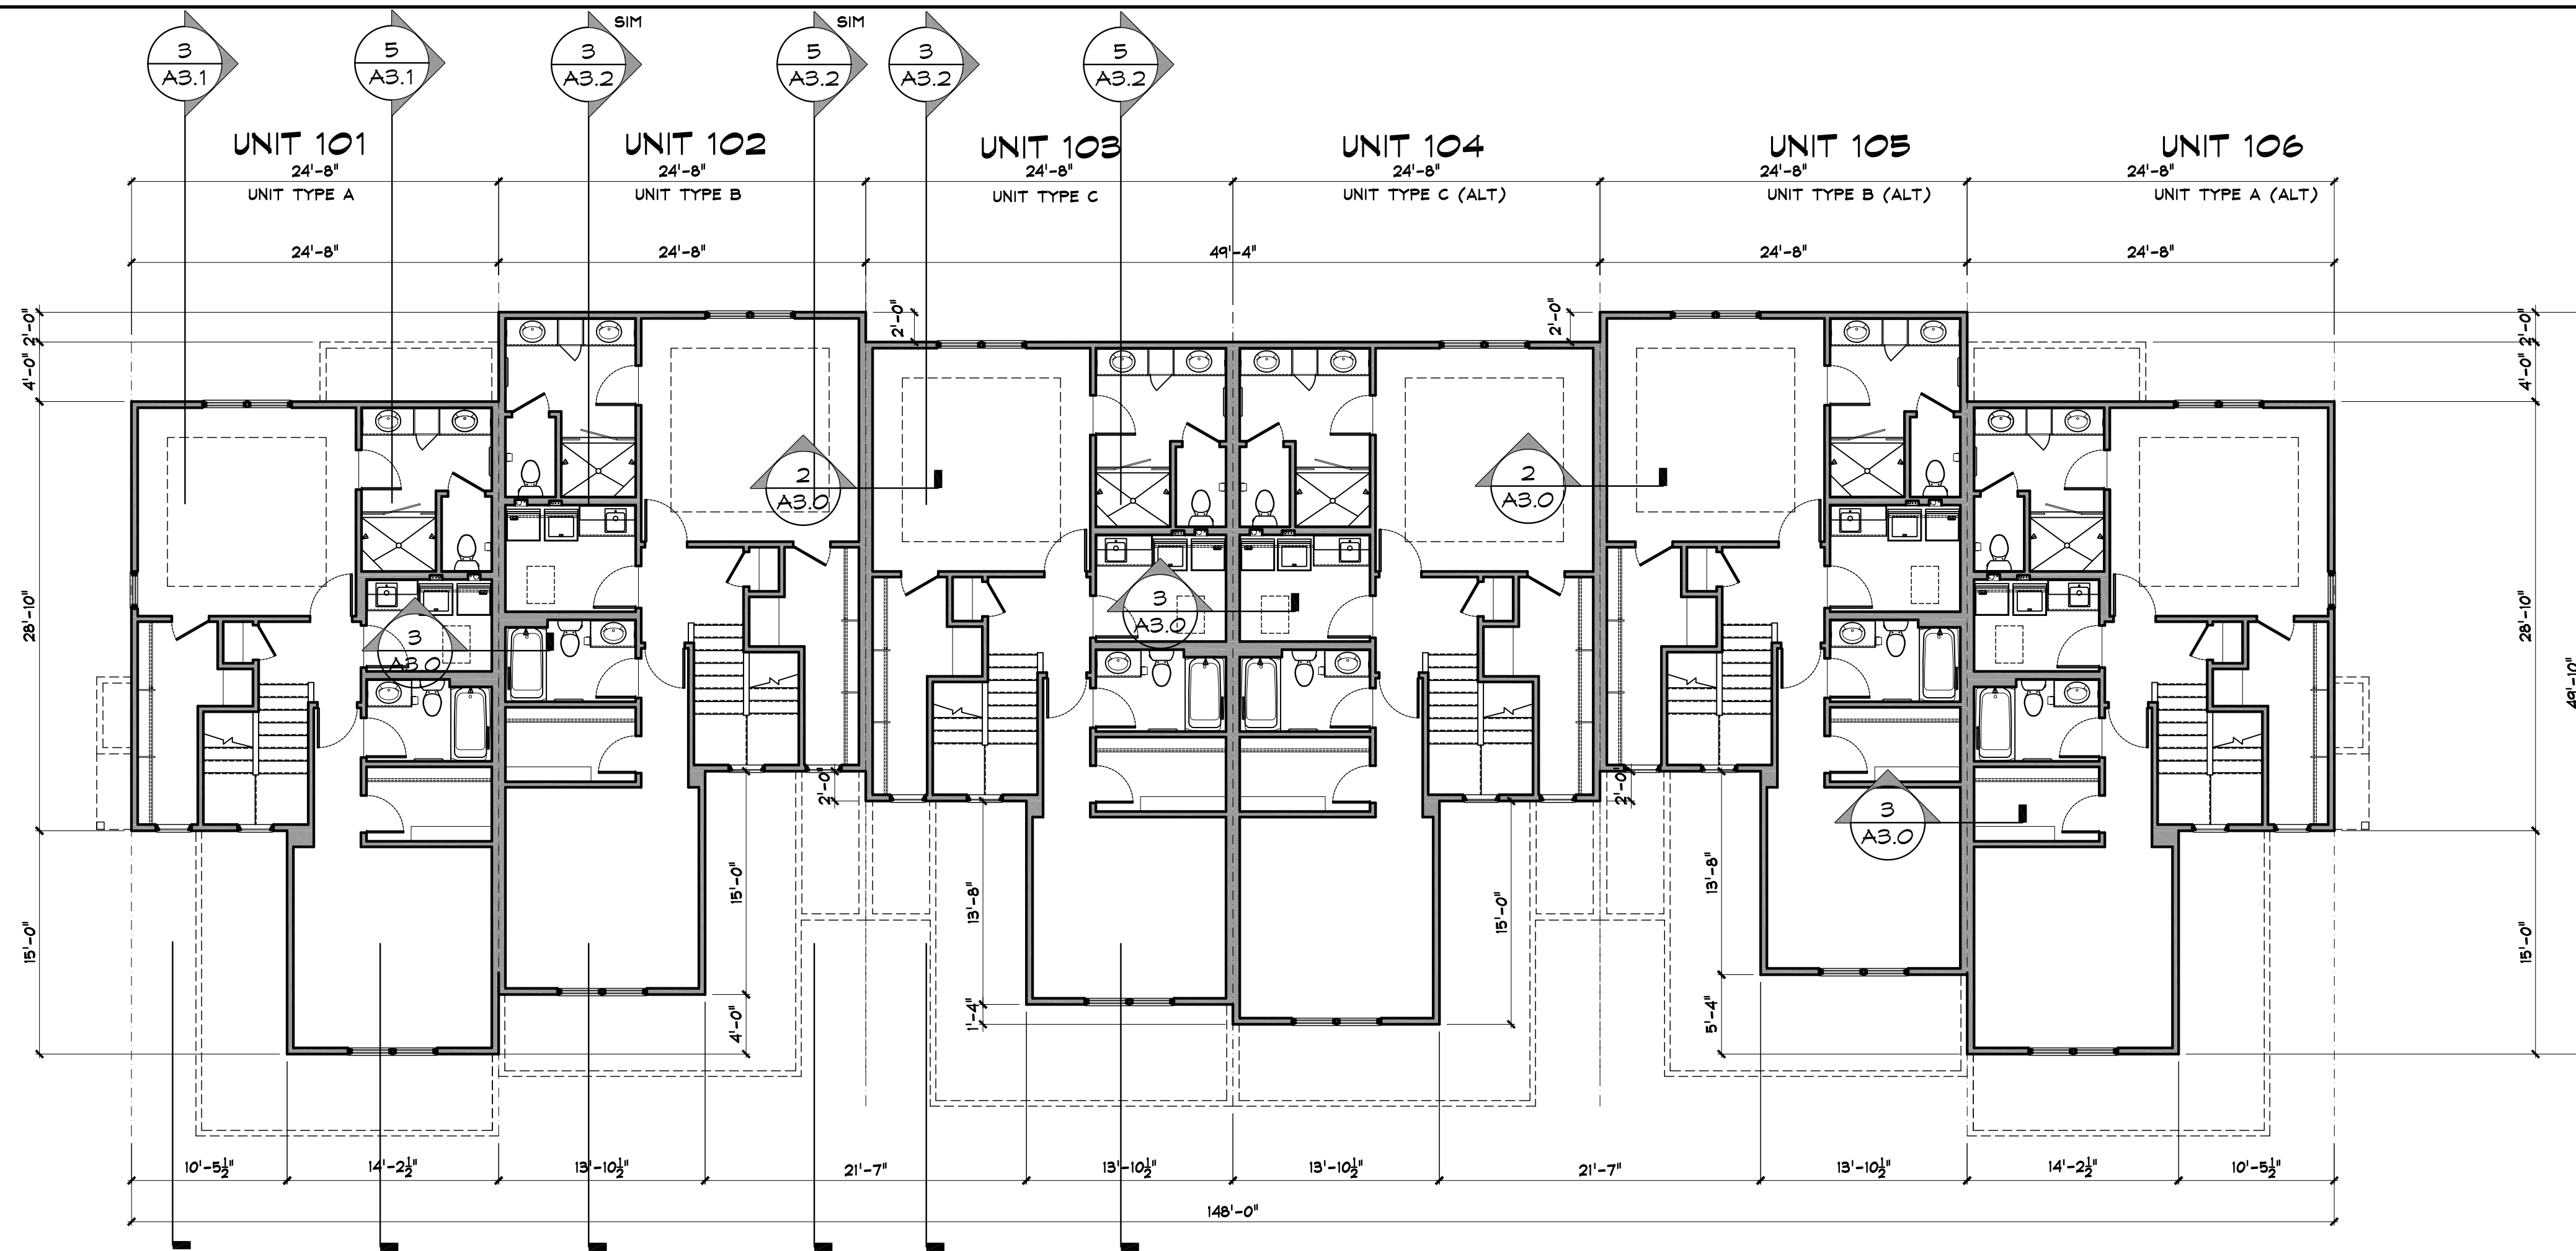 SIM
SIM
3
A3.1
5
A3.1
3
A3.2
5
A3.2
3
A3.2
5
A3.2
UNIT 101
UNIT 102
UNIT 103
UNIT 104
UNIT 105
UNIT 106
24'-8"
24'-8"
24'-8"
24'-8"
24'-8"
24'-8"
UNIT TYPE A
UNIT TYPE B
UNIT TYPE C
UNIT TYPE C (ALT)
UNIT TYPE B (ALT)
UNIT TYPE A (ALT)
24'-8"
24'-8"
49'-4"
24'-8"
24'-8"
2'-0"
2'-0"
2'-0"
2'-0"
4'-0"
4'-0"
2
A3.0
2
A3.0
28'-10"
3
A3.0
3
A3.0
28'-10"
49'-10"
2'-0"
2'-0"
3
A3.0
15'-0"
15'-0"
13'-8"
15'-0"
13'-8"
15'-0"
4'-0"
1'-4"
5'-4"
10'-5½"
14'-2½"
13'-10½"
21'-7"
13'-10½"
13'-10½"
21'-7"
13'-10½"
14'-2½"
10'-5½"
148'-0"